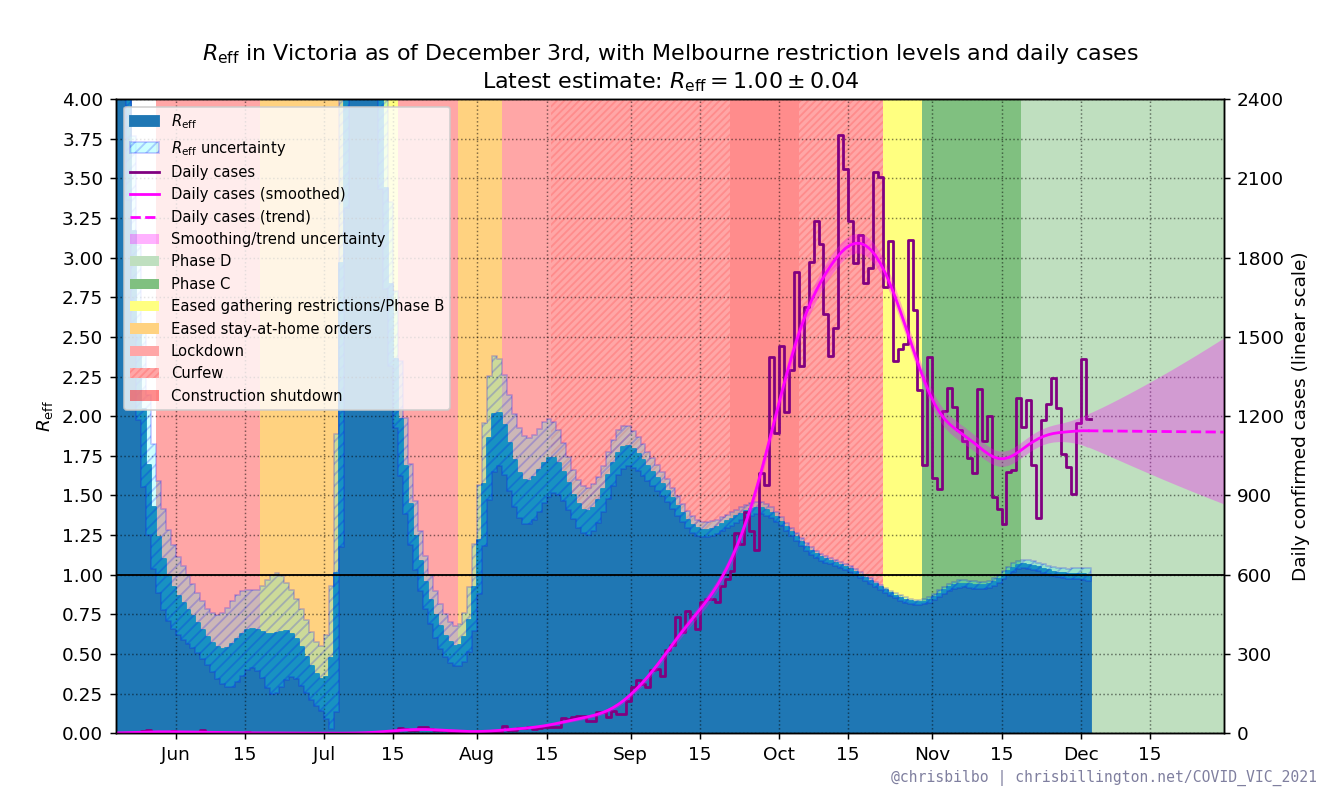 R_eff in Victoria as of December 3rd, with Melbourne restriction levels and daily cases
Latest estimate: R_eff = 1.00 ± 0.04
4.00
3.75
3.50
3.25
3.00
2.75
2.50
2.25
2.00
1.75
1.50
1.25
1.00
0.75
0.50
0.25
0.00
R_eff
R_eff
R_eff uncertainty
Daily cases
Daily cases (smoothed)
Daily cases (trend)
Smoothing/trend uncertainty
Phase D
Phase C
Eased gathering restrictions/Phase B
Eased stay-at-home orders
Lockdown
Curfew
Construction shutdown
2400
2100
1800
1500
1200
900
600
300
0
Daily confirmed cases (linear scale)
Jun 15 Jul 15 Aug 15 Sep 15 Oct 15 Nov 15 Dec 15
@chrisbilbo | chrisbillington.net/COVID_VIC_2021